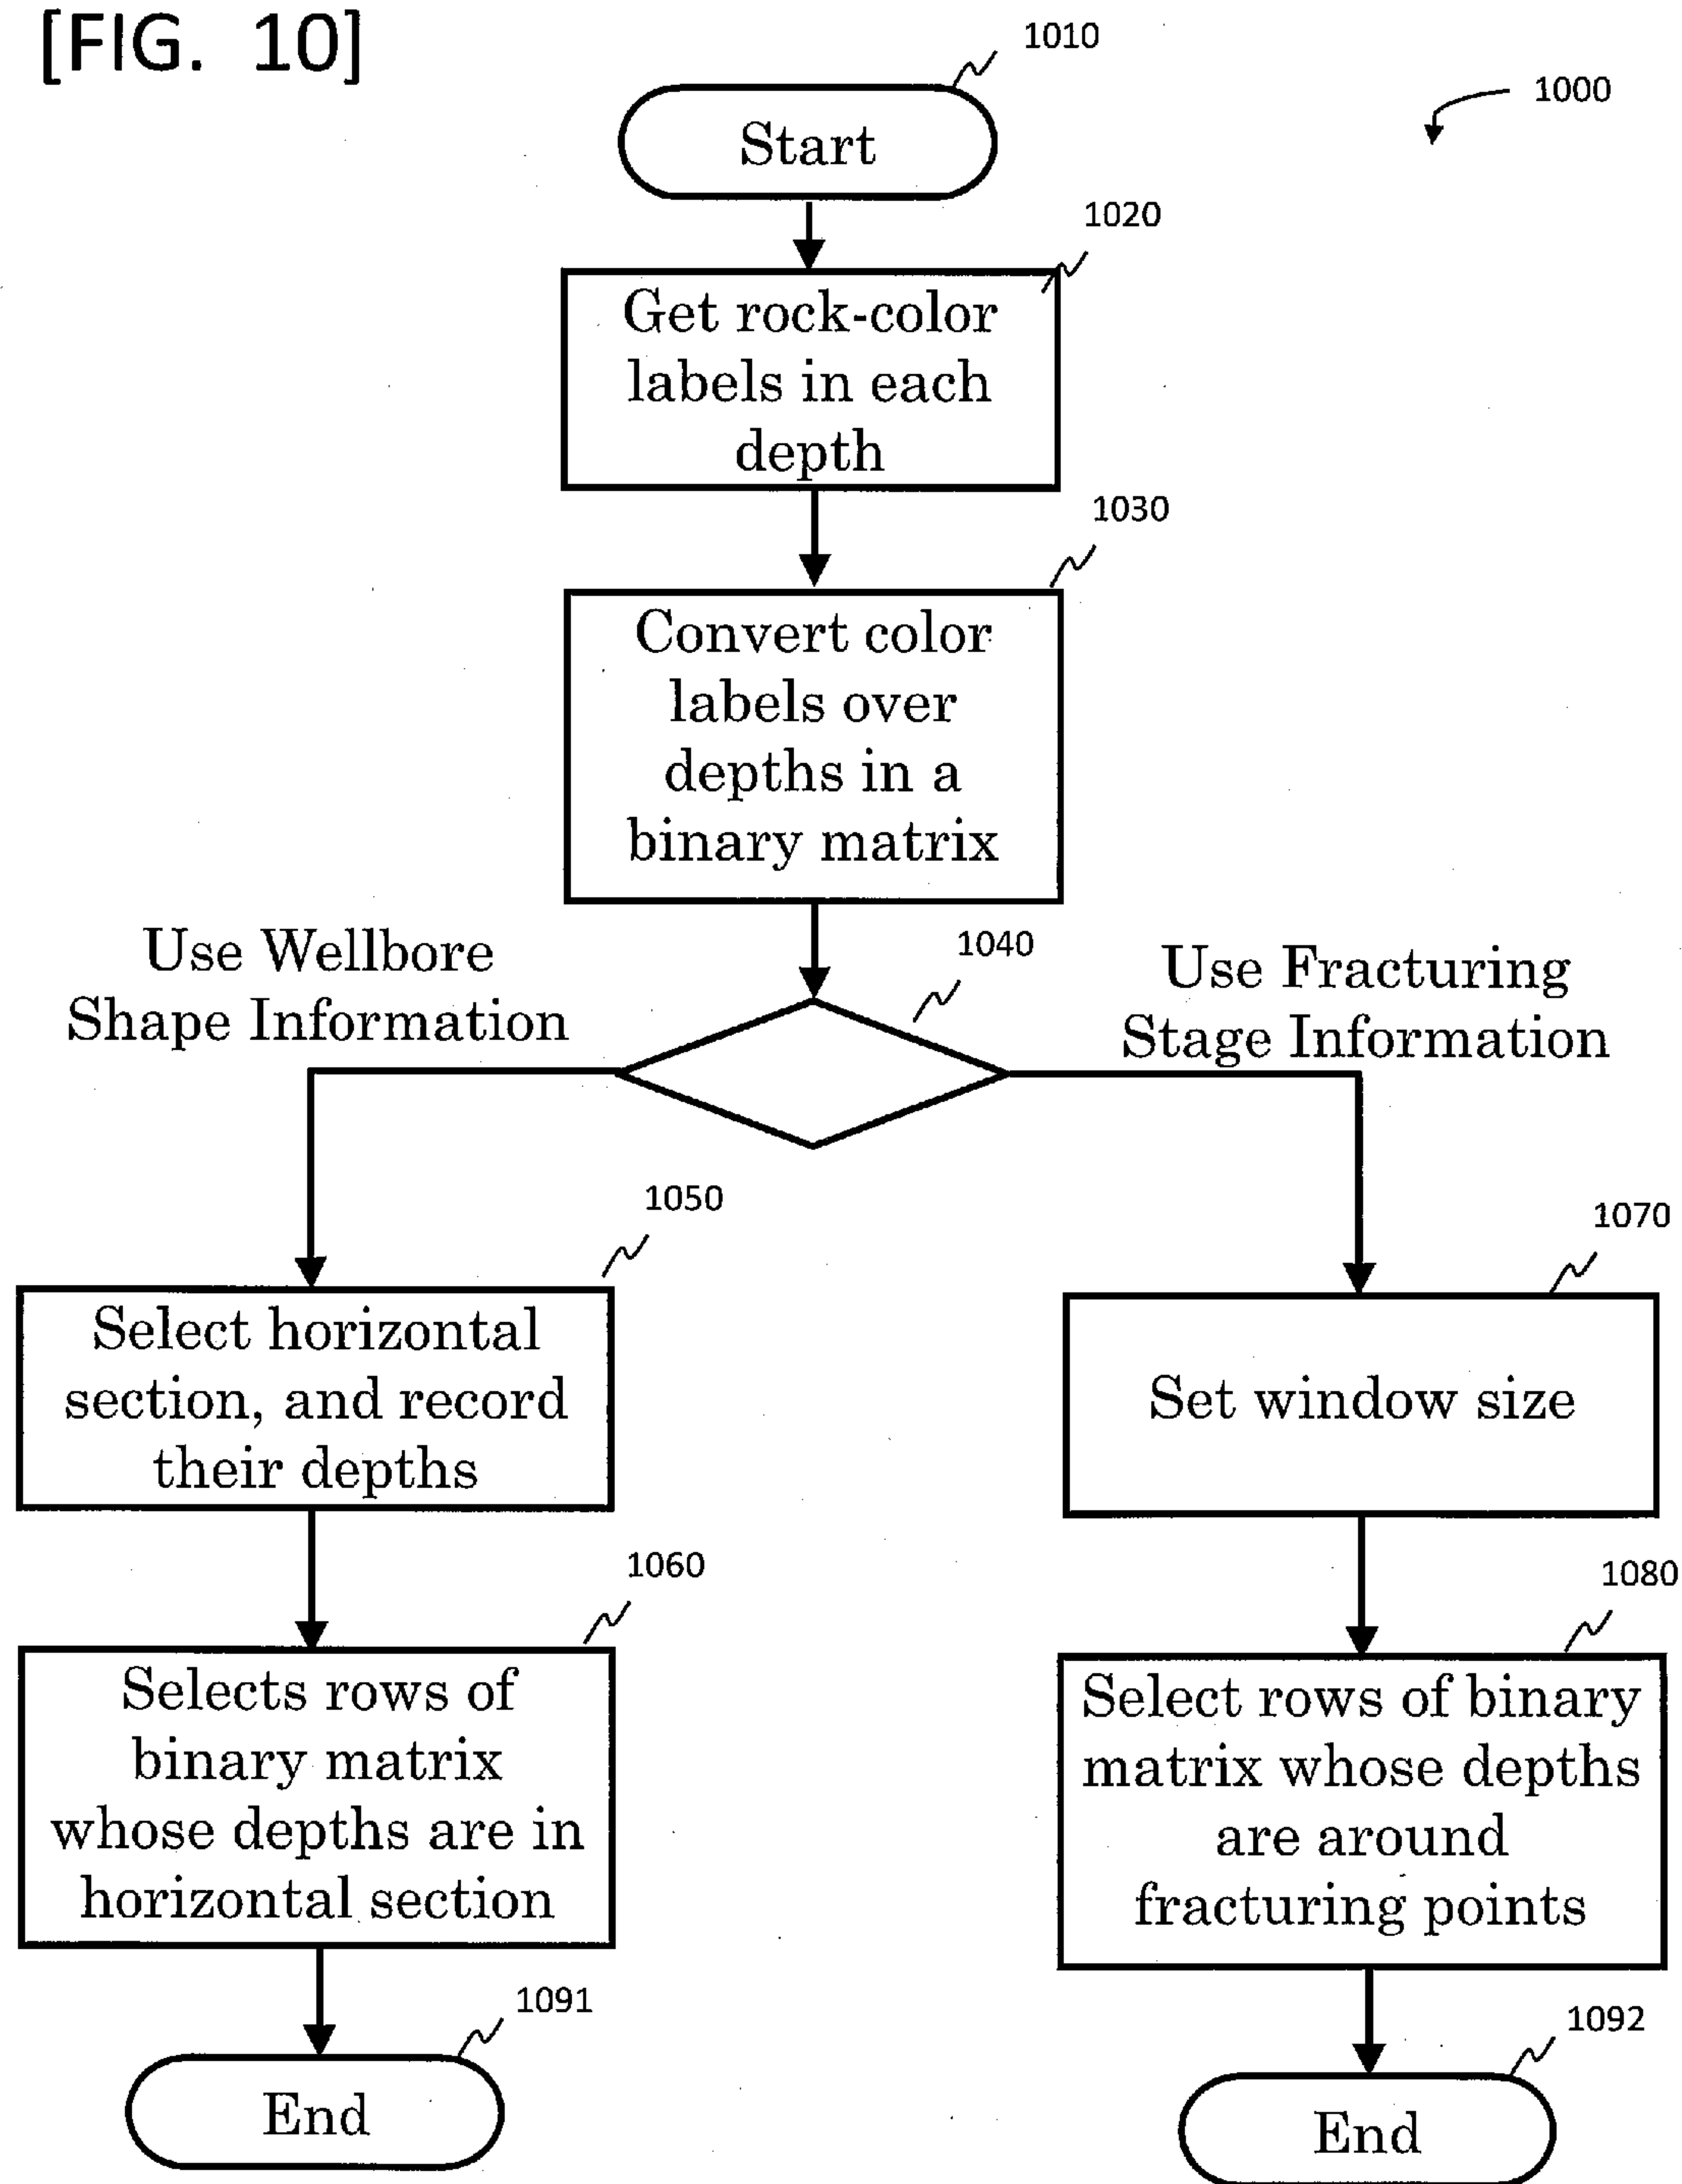 [FIG. 10]
1010
1000
Start
1020
Get rock-color
labels in each
depth
1030
Convert color
labels over
depths in a
binary matrix
1040
Use Wellbore
Shape Information
Use Fracturing
Stage Information
1050
Select horizontal
section, and record
their depths
1070
Set window size
1060
Selects rows of
binary matrix
whose depths are in
horizontal section
1080
Select rows of binary
matrix whose depths
are around
fracturing points
1091
End
1092
End